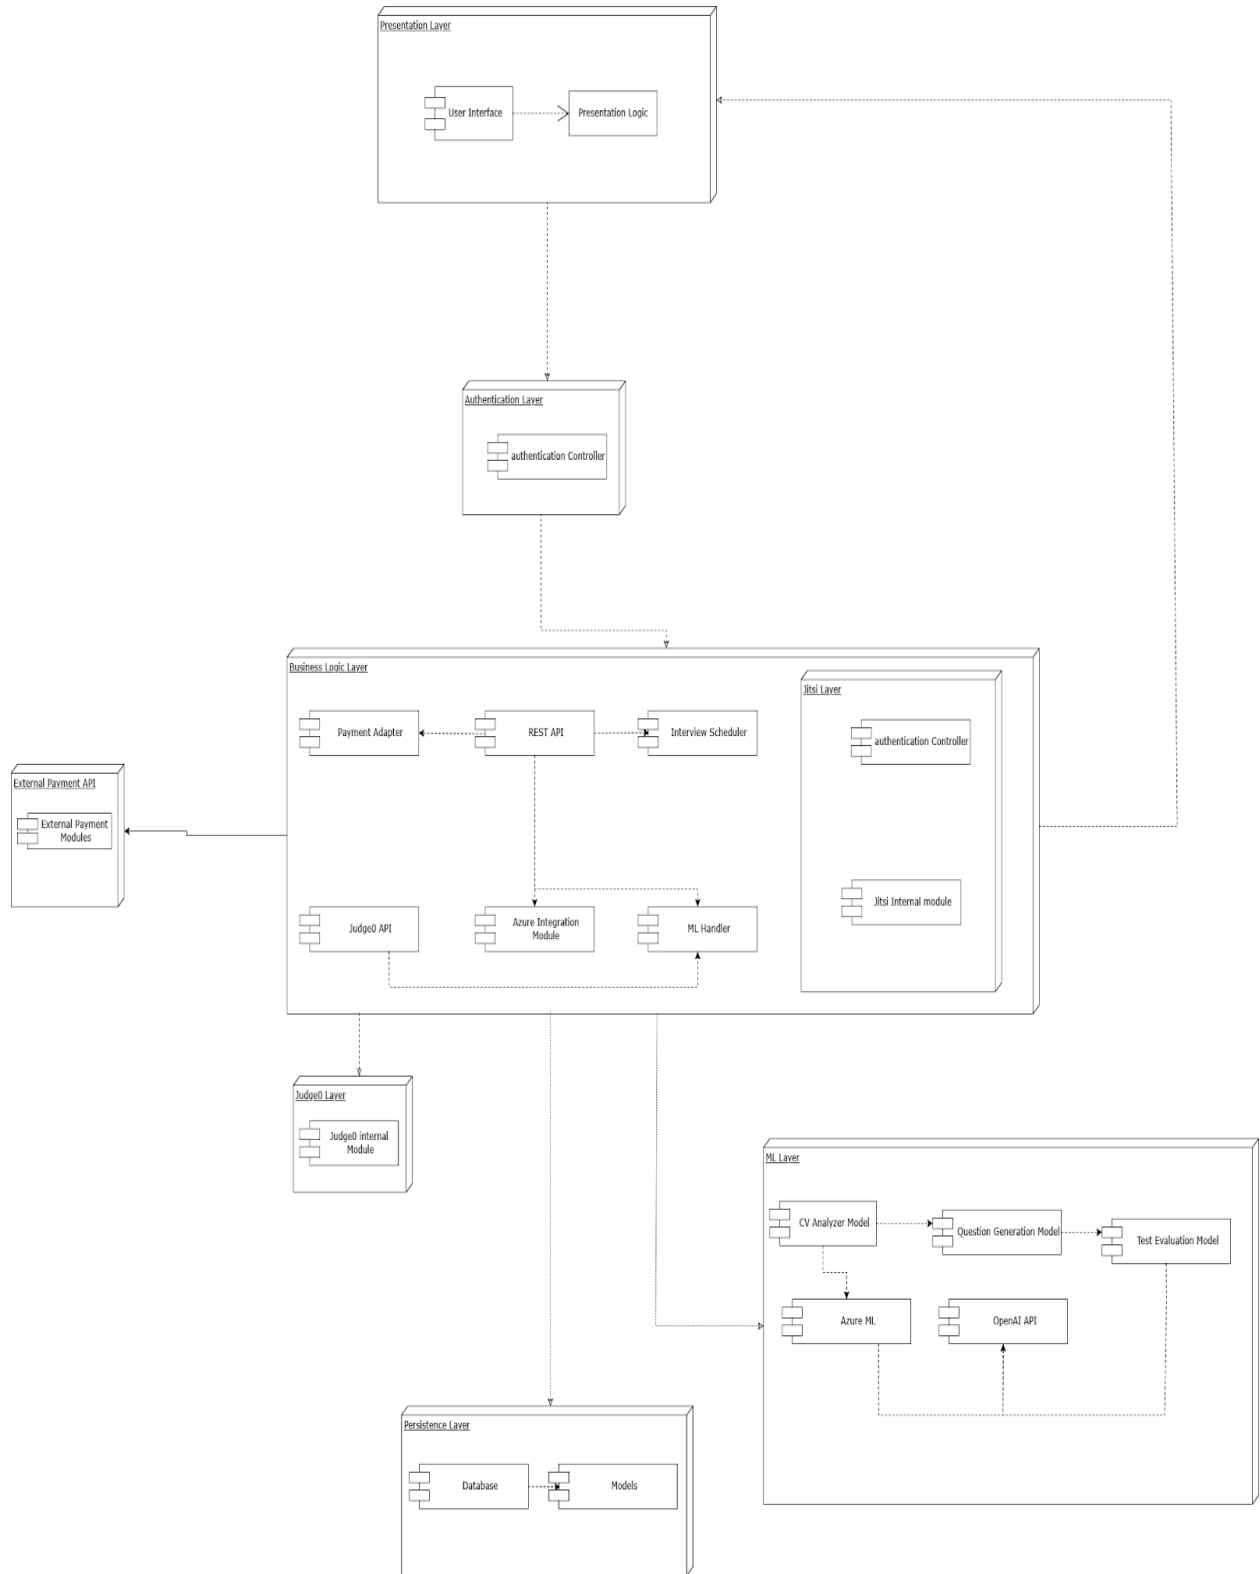 Presentation Layer
User Interface
Presentation Logic
Authentication Layer
authentication Controller
Business Logic Layer
Jitsi Layer
Payment Adapter
REST API
Interview Scheduler
authentication Controller
External Payment API
External Payment
Modules
Jitsi Internal module
Judge0 API
Azure Integration
Module
ML Handler
Judge0 Layer
Judge0 internal
Module
ML Layer
CV Analyzer Model
Question Generation Model
Test Evaluation Model
Azure ML
OpenAI API
Persistence Layer
Database
Models